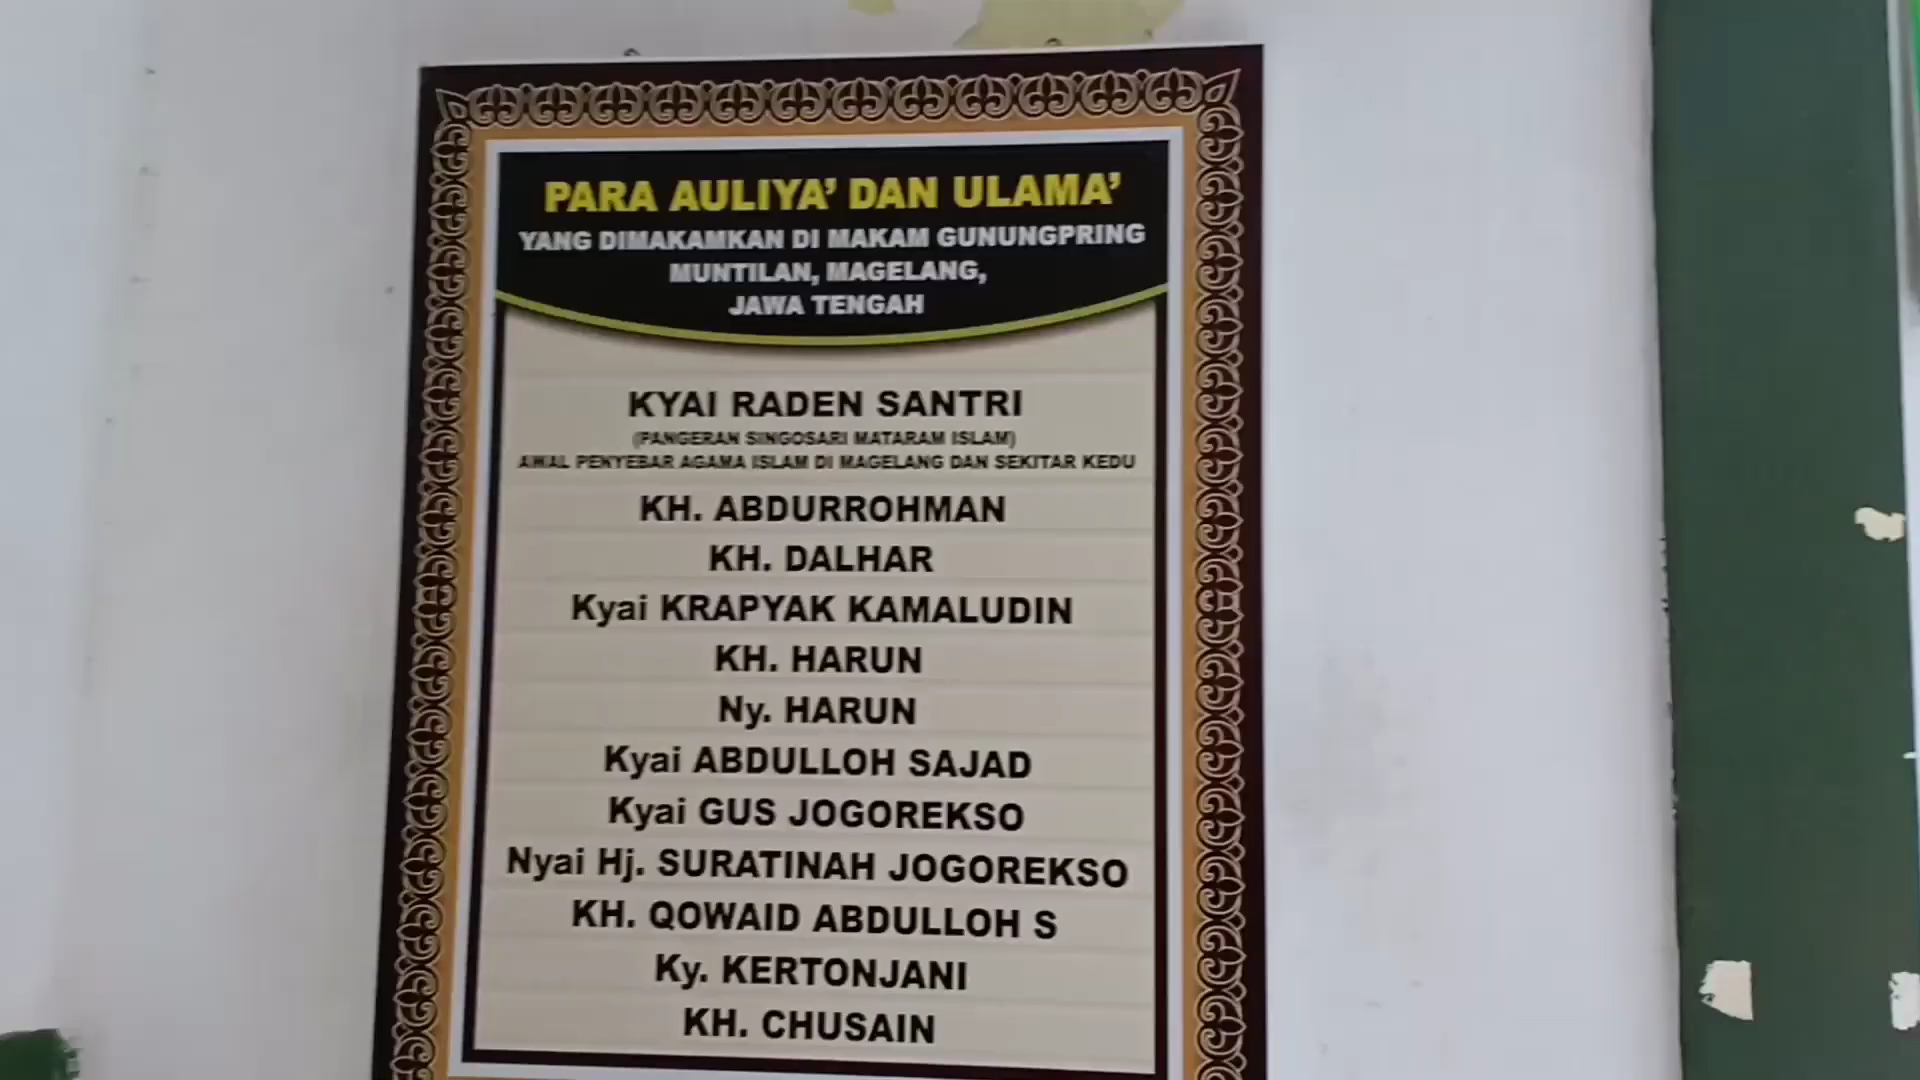 PARA AULIYA' DAN ULAMA'
YANG DIMAKAMKAN DI MAKAM GUNUNGPRING
MUNTILAN, MAGELANG,
JAWA TENGAH
KYAI RADEN SANTRI
(PANGERAN SINGOSARI MATARAM ISLAM)
AWAL PENYEBAR AGAMA ISLAM DI MAGELANG DAN SEKITAR KEDU
KH. ABDURROHMAN
KH. DALHAR
Kyai KRAPYAK KAMALUDIN
KH. HARUN
Ny. HARUN
Kyai ABDULLOH SAJAD
Kyai GUS JOGOREKSO
Nyai Hj. SURATINAH JOGOREKSO
KH. QOWAID ABDULLOH S
Ky. KERTONJANI
KH. CHUSAIN